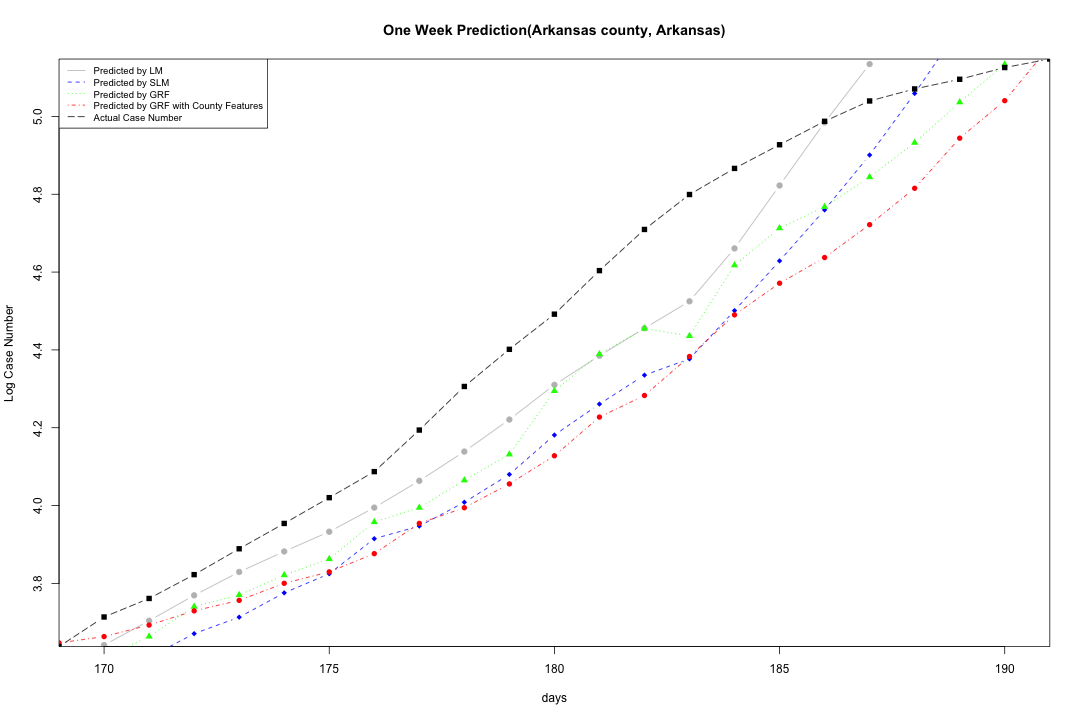 One Week Prediction(Arkansas county, Arkansas)
Predicted by LM
Predicted by SLM
Predicted by GRF
Predicted by GRF with County Features
Actual Case Number
Log Case Number
5.0
4.8
4.6
4.4
4.2
4.0
3.8
170 175 180 185 190
days